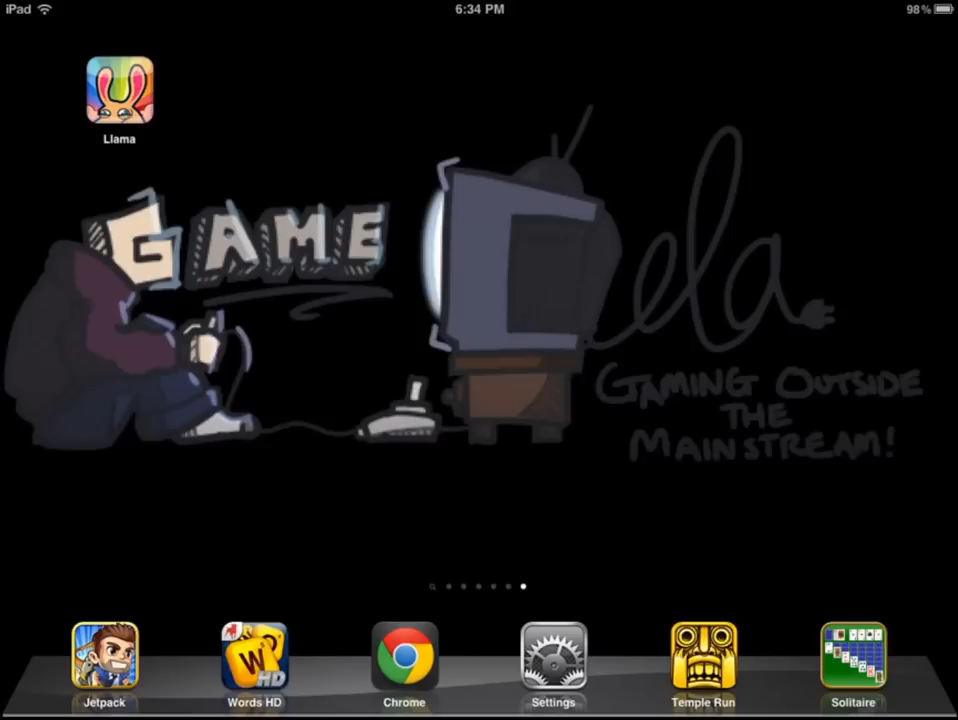 iPad
6:34 PM
98%
Llama
GAME
ela
GAMING OUTSIDE
THE
MAINSTREAM!
W
HD
Jetpack
Words HD
Chrome
Settings
Temple Run
Solitaire